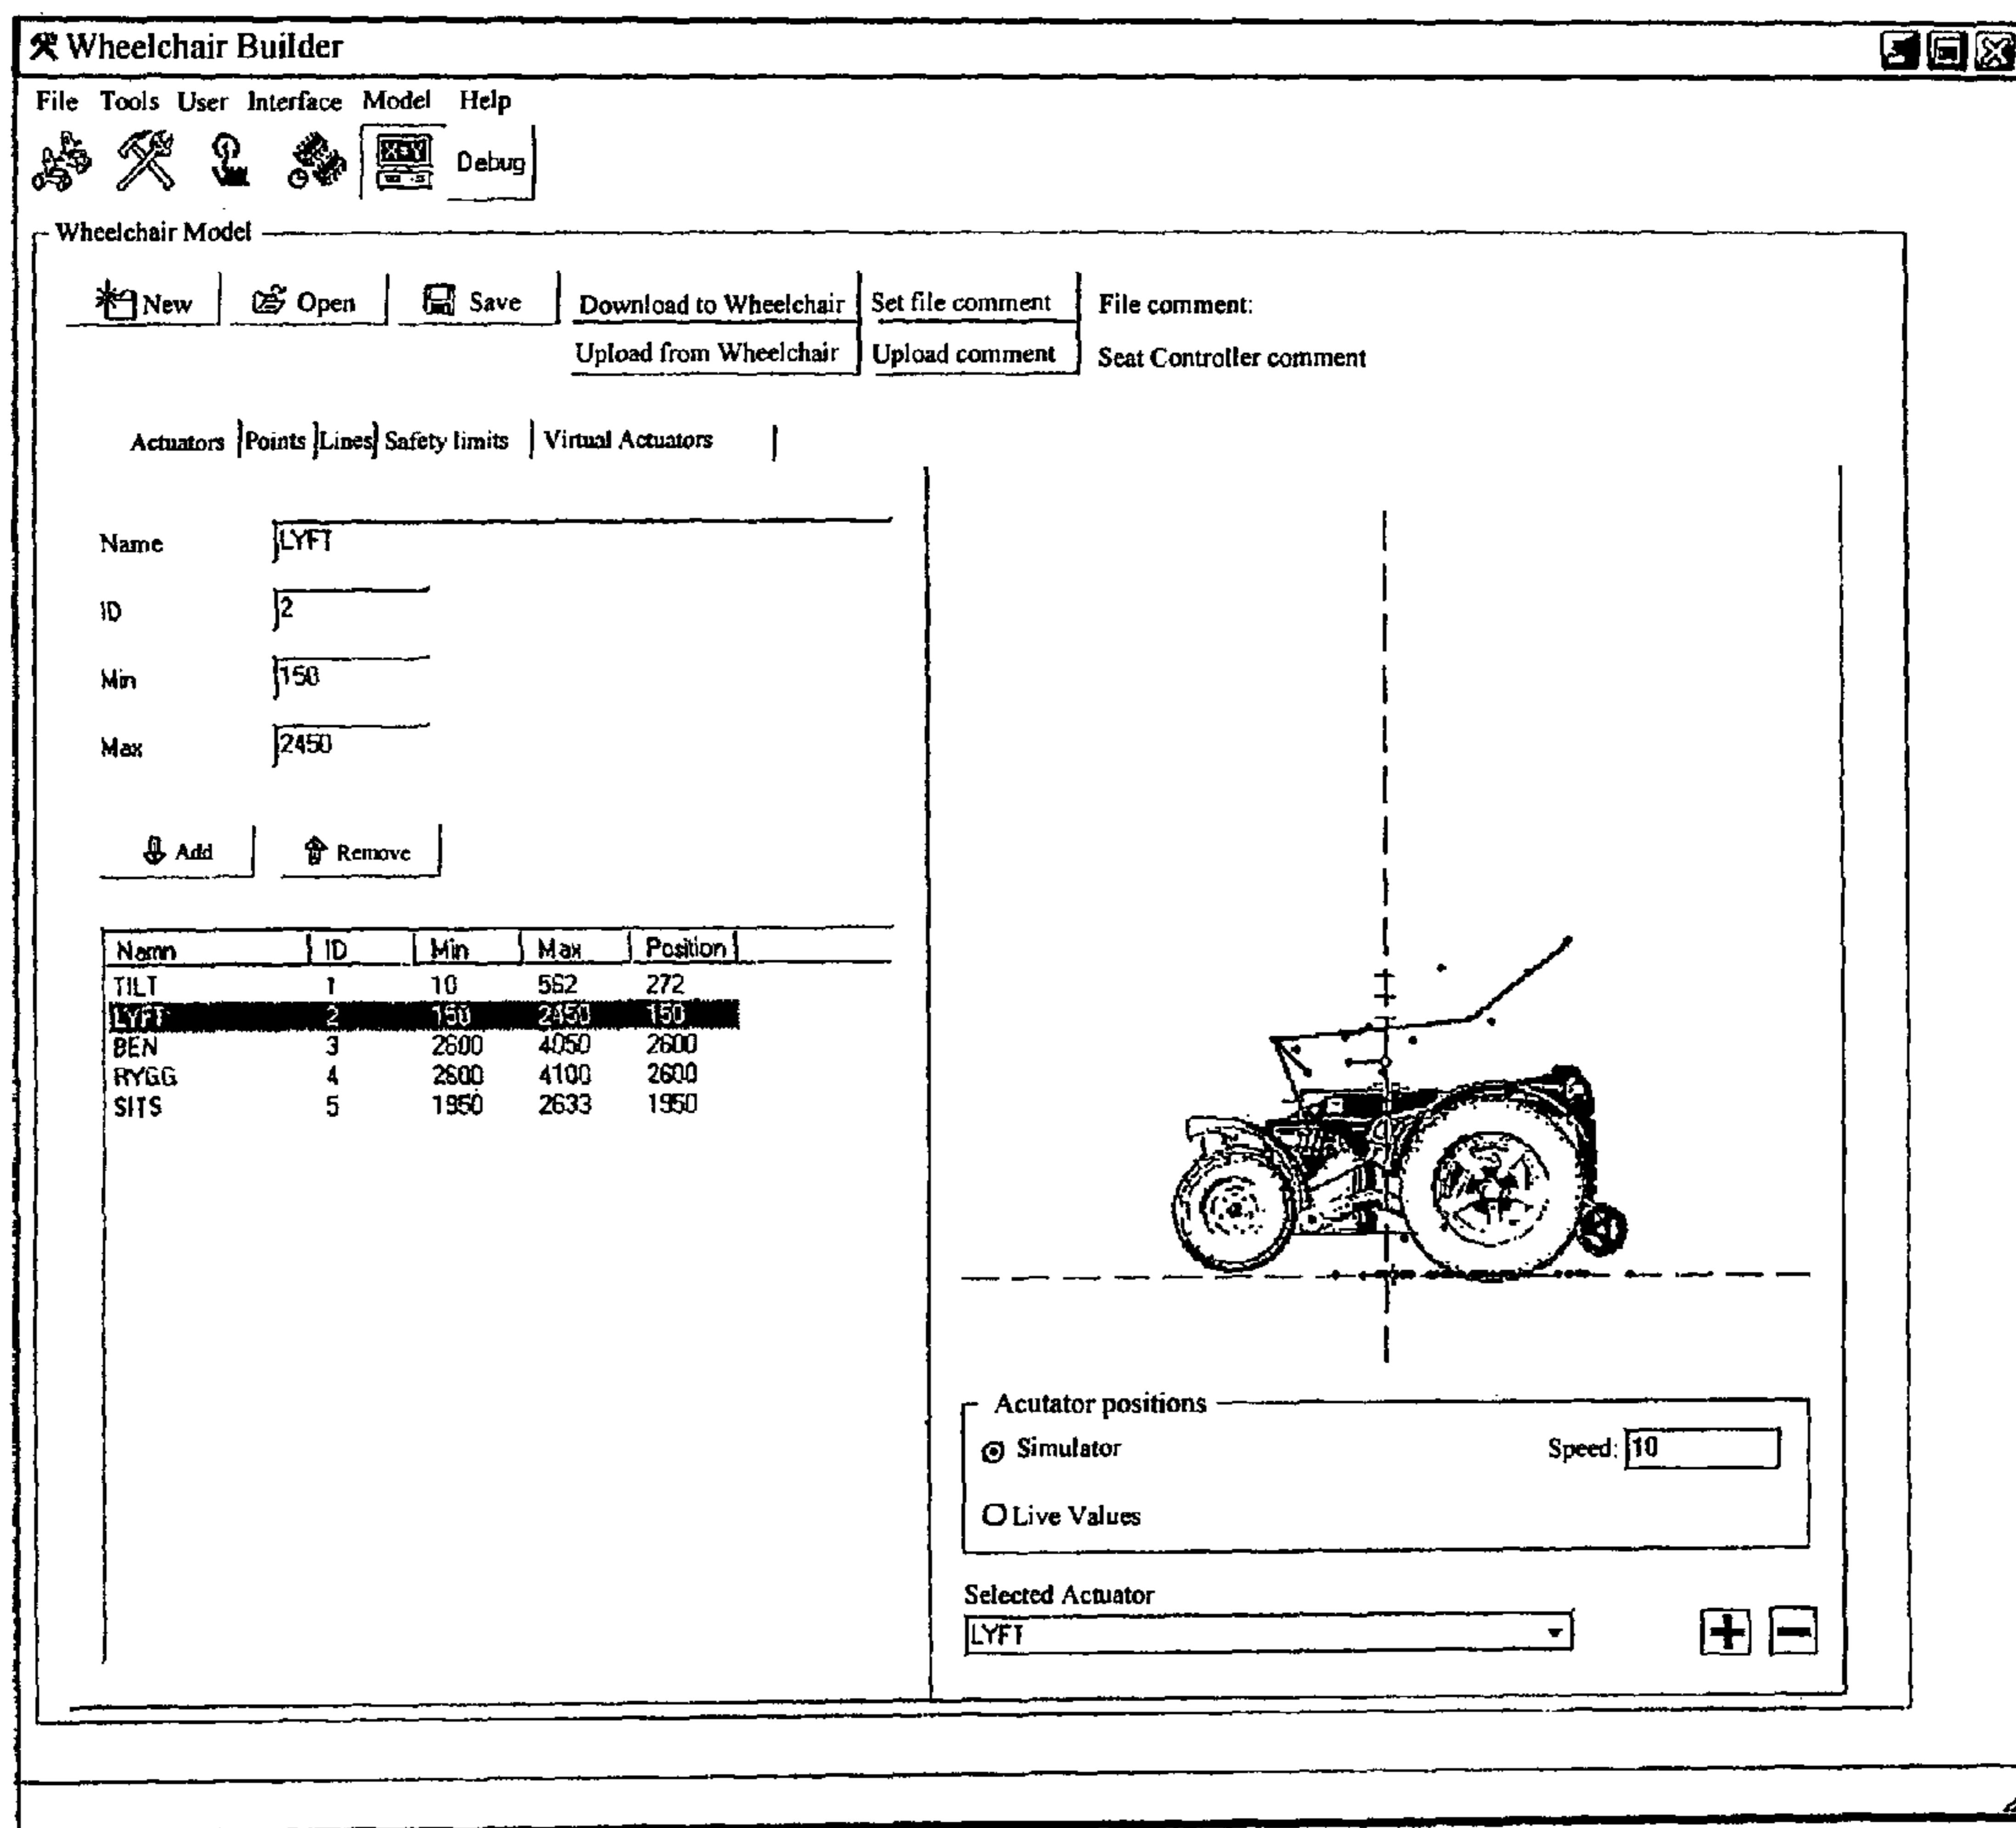 Wheelchair Builder
File Tools User Interface Model Help
X=Y Debug
Wheelchair Model
New Open Save Download to Wheelchair Set file comment File comment:
Upload from Wheelchair Upload comment Seat Controller comment
Actuators Points Lines Safety limits Virtual Actuators
Name LYFT
ID 2
Min 150
Max 2450
Add Remove
Namn ID Min Max Position
TILT 1 10 562 272
LYFT 2 150 2450 150
BEN 3 2600 4050 2600
RYGG 4 2600 4100 2600
SITS 5 1950 2633 1950
Acutator positions
Simulator Speed: 10
Live Values
Selected Actuator
LYFT